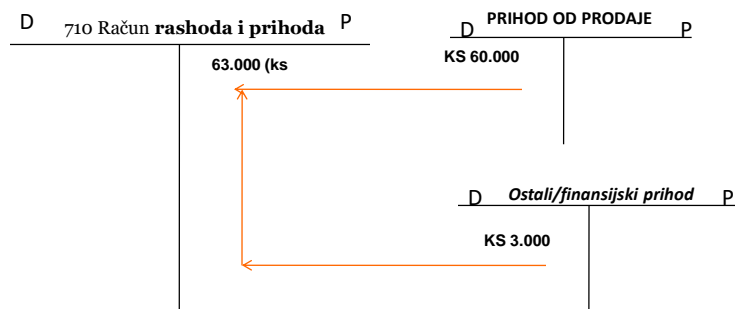 D 710 Račun rashoda i prihoda P
PRIHOD OD PRODAJE
D P
63.000 (ks
KS 60.000
D Ostali/finansijski prihod P
KS 3.000